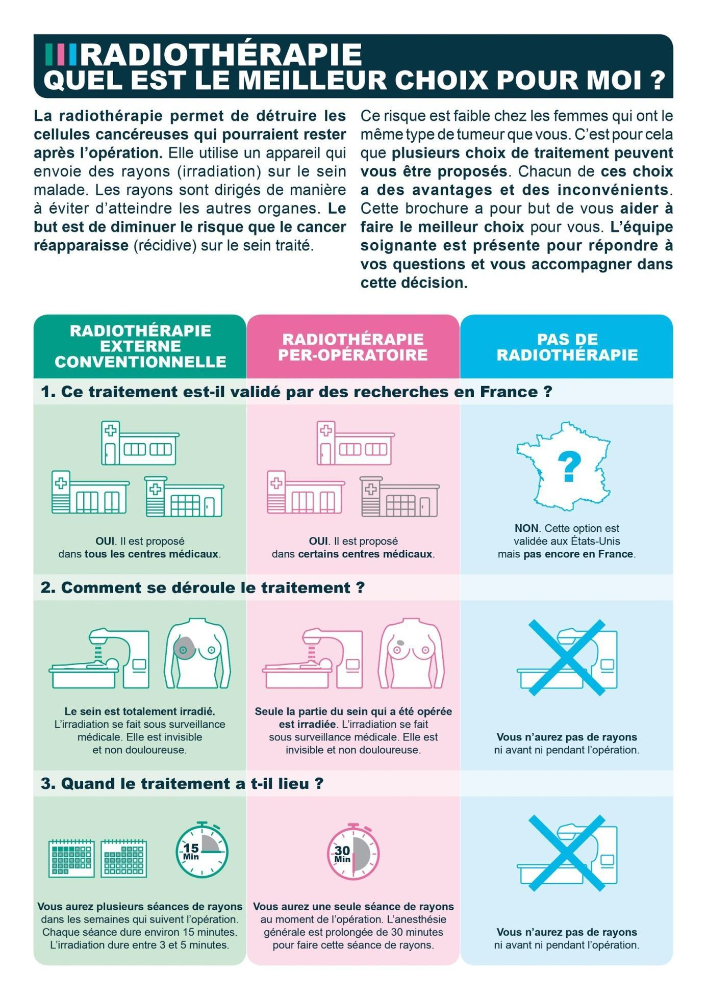 RADIOTHÉRAPIE
QUEL EST LE MEILLEUR CHOIX POUR MOI ?
La radiothérapie permet de détruire les
cellules cancéreuses qui pourraient rester
après l’opération. Elle utilise un appareil qui
envoie des rayons (irradiation) sur le sein
malade. Les rayons sont dirigés de manière
à éviter d’atteindre les autres organes. Le
but est de diminuer le risque que le cancer
réapparaisse (récidive) sur le sein traité.
Ce risque est faible chez les femmes qui ont le
même type de tumeur que vous. C’est pour cela
que plusieurs choix de traitement peuvent
vous être proposés. Chacun de ces choix
a des avantages et des inconvénients.
Cette brochure a pour but de vous aider à
faire le meilleur choix pour vous. L’équipe
soignante est présente pour répondre à
vos questions et vous accompagner dans
cette décision.
RADIOTHÉRAPIE
EXTERNE
CONVENTIONNELLE
RADIOTHÉRAPIE
PER-OPÉRATOIRE
PAS DE
RADIOTHÉRAPIE
1. Ce traitement est-il validé par des recherches en France ?
?
OUI. Il est proposé
dans tous les centres médicaux.
OUI. Il est proposé
dans certains centres médicaux.
NON. Cette option est
validée aux États-Unis
mais pas encore en France.
2. Comment se déroule le traitement ?
Le sein est totalement irradié.
L’irradiation se fait sous surveillance
médicale. Elle est invisible
et non douloureuse.
Seule la partie du sein qui a été opérée
est irradiée. L’irradiation se fait
sous surveillance médicale. Elle est
invisible et non douloureuse.
Vous n’aurez pas de rayons
ni avant ni pendant l’opération.
3. Quand le traitement a t-il lieu ?
15
Min
30
Min
Vous aurez plusieurs séances de rayons
dans les semaines qui suivent l’opération.
Chaque séance dure environ 15 minutes.
L’irradiation dure entre 3 et 5 minutes.
Vous aurez une seule séance de rayons
au moment de l’opération. L’anesthésie
générale est prolongée de 30 minutes
pour faire cette séance de rayons.
Vous n’aurez pas de rayons
ni avant ni pendant l’opération.